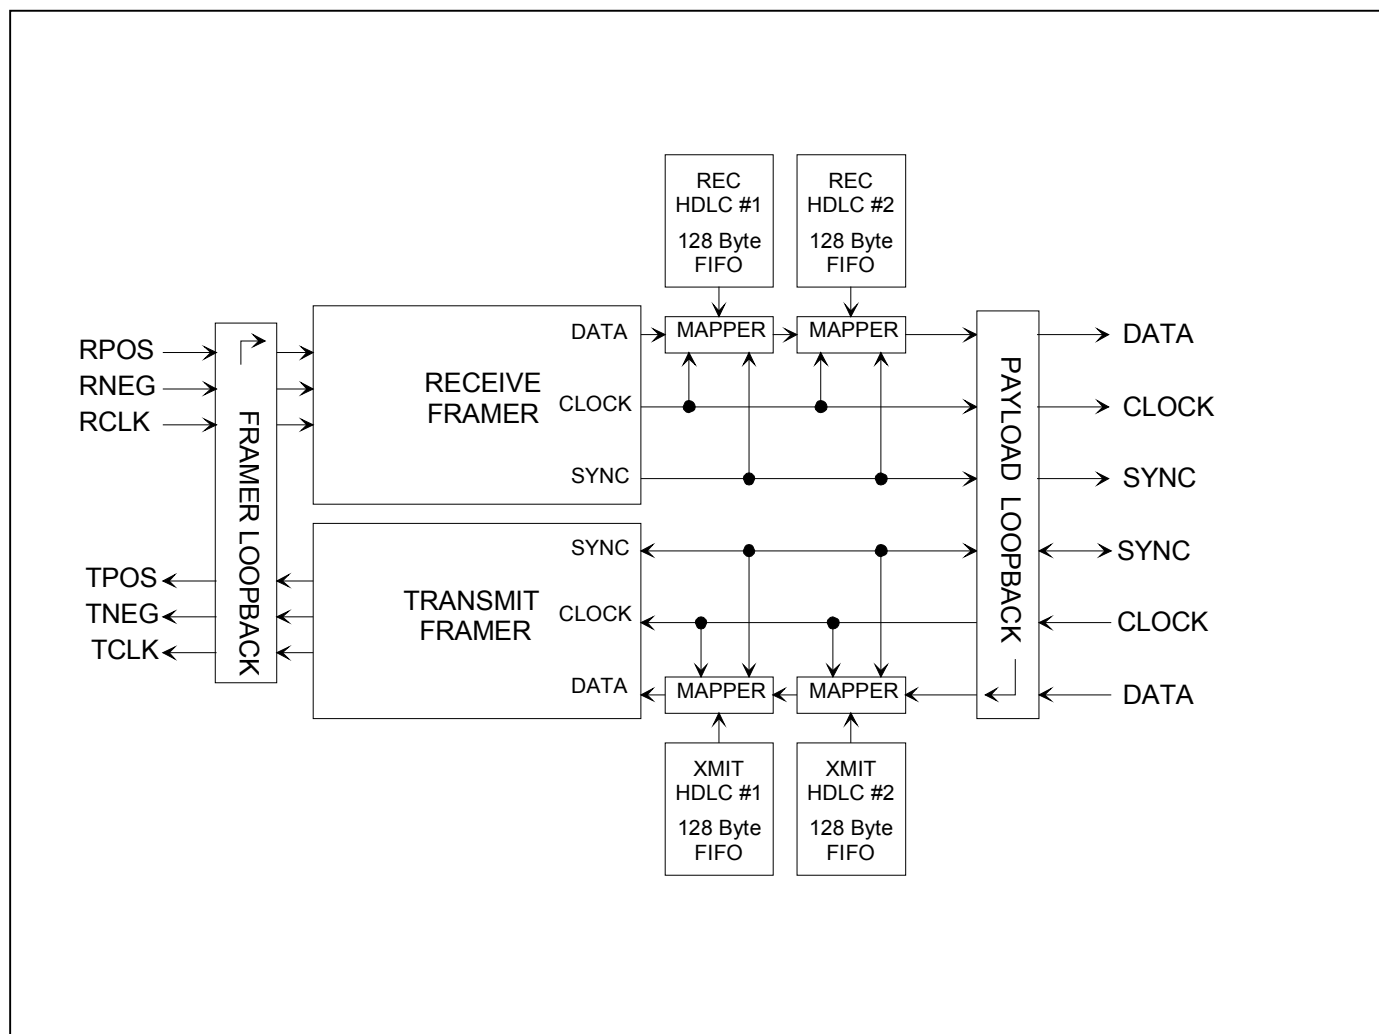 REC
HDLC #1
128 Byte
FIFO
REC
HDLC #2
128 Byte
FIFO
RPOS
RNEG
RCLK
TPOS
TNEG
TCLK
FRAMER LOOPBACK
RECEIVE
FRAMER
DATA
CLOCK
SYNC
MAPPER
MAPPER
TRANSMIT
FRAMER
SYNC
CLOCK
DATA
MAPPER
MAPPER
PAYLOAD LOOPBACK
DATA
CLOCK
SYNC
SYNC
CLOCK
DATA
XMIT
HDLC #1
128 Byte
FIFO
XMIT
HDLC #2
128 Byte
FIFO